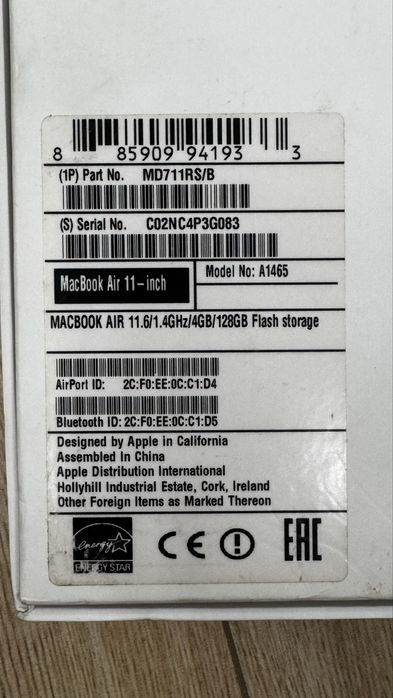 8 85909 94193 3
(1P) Part No. MD711RS/B
(S) Serial No. C02NC4P3G083
MacBook Air 11-inch
Model No: A1465
MACBOOK AIR 11.6/1.4GHz/4GB/128GB Flash storage
AirPort ID: 2C:F0:EE:0C:C1:D4
Bluetooth ID: 2C:F0:EE:0C:C1:D5
Designed by Apple in California
Assembled In China
Apple Distribution International
Hollyhill Industrial Estate, Cork, Ireland
Other Foreign Items as Marked Thereon
energy
ENERGY STAR
CE
EAC